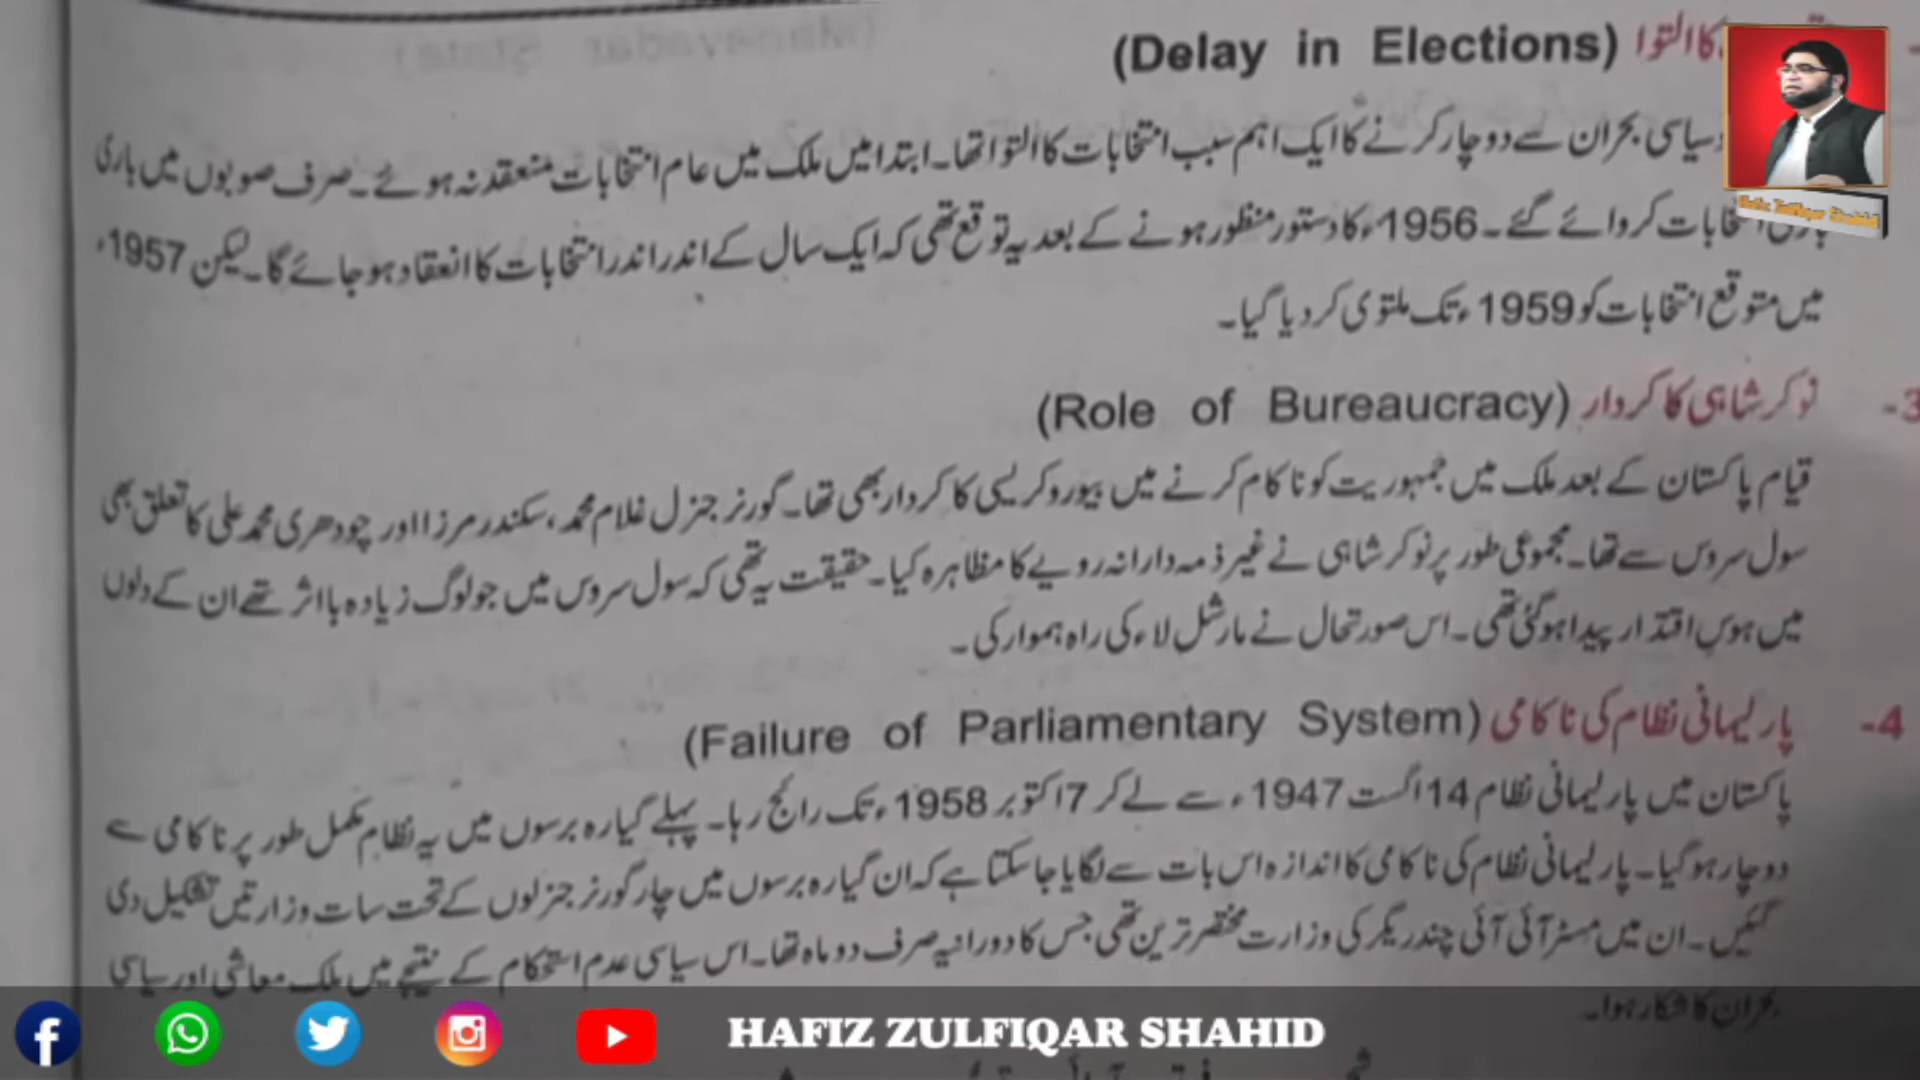 کا التوا (Delay in Elections)
سیاسی بحران سے دوچار کرنے کا ایک اہم سبب انتخابات کا التوا تھا۔ ابتدا میں ملک میں عام انتخابات منعقد نہ ہوئے۔ صرف صوبوں میں باری
باری انتخابات کروائے گئے۔ 1956ء کا دستور منظور ہونے کے بعد یہ توقع تھی کہ ایک سال کے اندر اندر انتخابات کا انعقاد ہو جائے گا۔ لیکن 1957ء
میں متوقع انتخابات کو 1959ء تک ملتوی کر دیا گیا۔
3- نوکر شاہی کا کردار (Role of Bureaucracy)
قیام پاکستان کے بعد ملک میں جمہوریت کو ناکام کرنے میں بیوروکریسی کا کردار بھی تھا۔ گورنر جنرل غلام محمد، سکندر مرزا اور چودھری محمد علی کا تعلق بھی
سول سروس سے تھا۔ مجموعی طور پر نوکر شاہی نے غیر ذمہ دارانہ رویے کا مظاہرہ کیا۔ حقیقت یہ تھی کہ سول سروس میں جو لوگ زیادہ بااثر تھے ان کے دلوں
میں ہوس اقتدار پیدا ہوگئی تھی۔ اس صورتحال نے مارشل لاء کی راہ ہموار کی۔
4- پارلیمانی نظام کی ناکامی (Failure of Parliamentary System)
پاکستان میں پارلیمانی نظام 14 اگست 1947ء سے لے کر 7 اکتوبر 1958ء تک رائج رہا۔ پہلے گیارہ برسوں میں یہ نظام مکمل طور پر ناکامی سے
دوچار ہو گیا۔ پارلیمانی نظام کی ناکامی کا اندازہ اس بات سے لگایا جا سکتا ہے کہ ان گیارہ برسوں میں چار گورنر جنرلوں کے تحت سات وزارتیں تشکیل دی
گئیں۔ ان میں مسٹر آئی آئی چندریگر کی وزارت مختصر ترین تھی جس کا دورانیہ صرف دو ماہ تھا۔ اس سیاسی عدم استحکام کے نتیجے میں ملک معاشی اور سیاسی
بحران کا شکار ہوا۔
Hafiz Zulfiqar Shahid
HAFIZ ZULFIQAR SHAHID